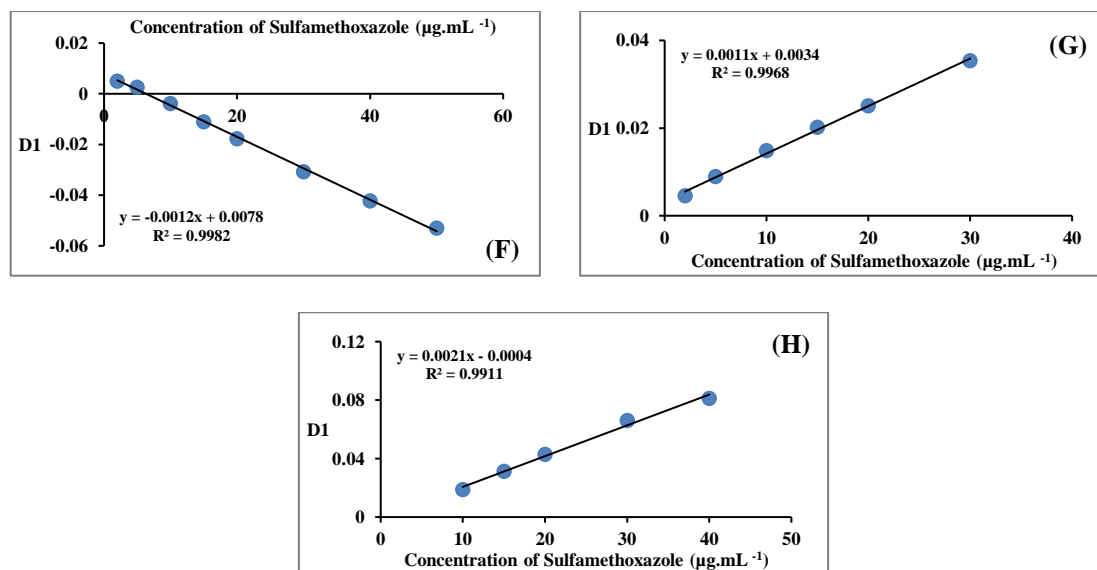 Concentration of Sulfamethoxazole (µg.mL -1)
0.02
0
0
20
40
60
D1
-0.02
-0.04
-0.06
y = -0.0012x + 0.0078
R² = 0.9982
(F)
0.04
y = 0.0011x + 0.0034
R² = 0.9968
(G)
D1
0.02
0
0
10
20
30
40
Concentration of Sulfamethoxazole (µg.mL -1)
0.12
y = 0.0021x - 0.0004
R² = 0.9911
(H)
0.08
D1
0.04
0
0
10
20
30
40
50
Concentration of Sulfamethoxazole (µg.mL -1)